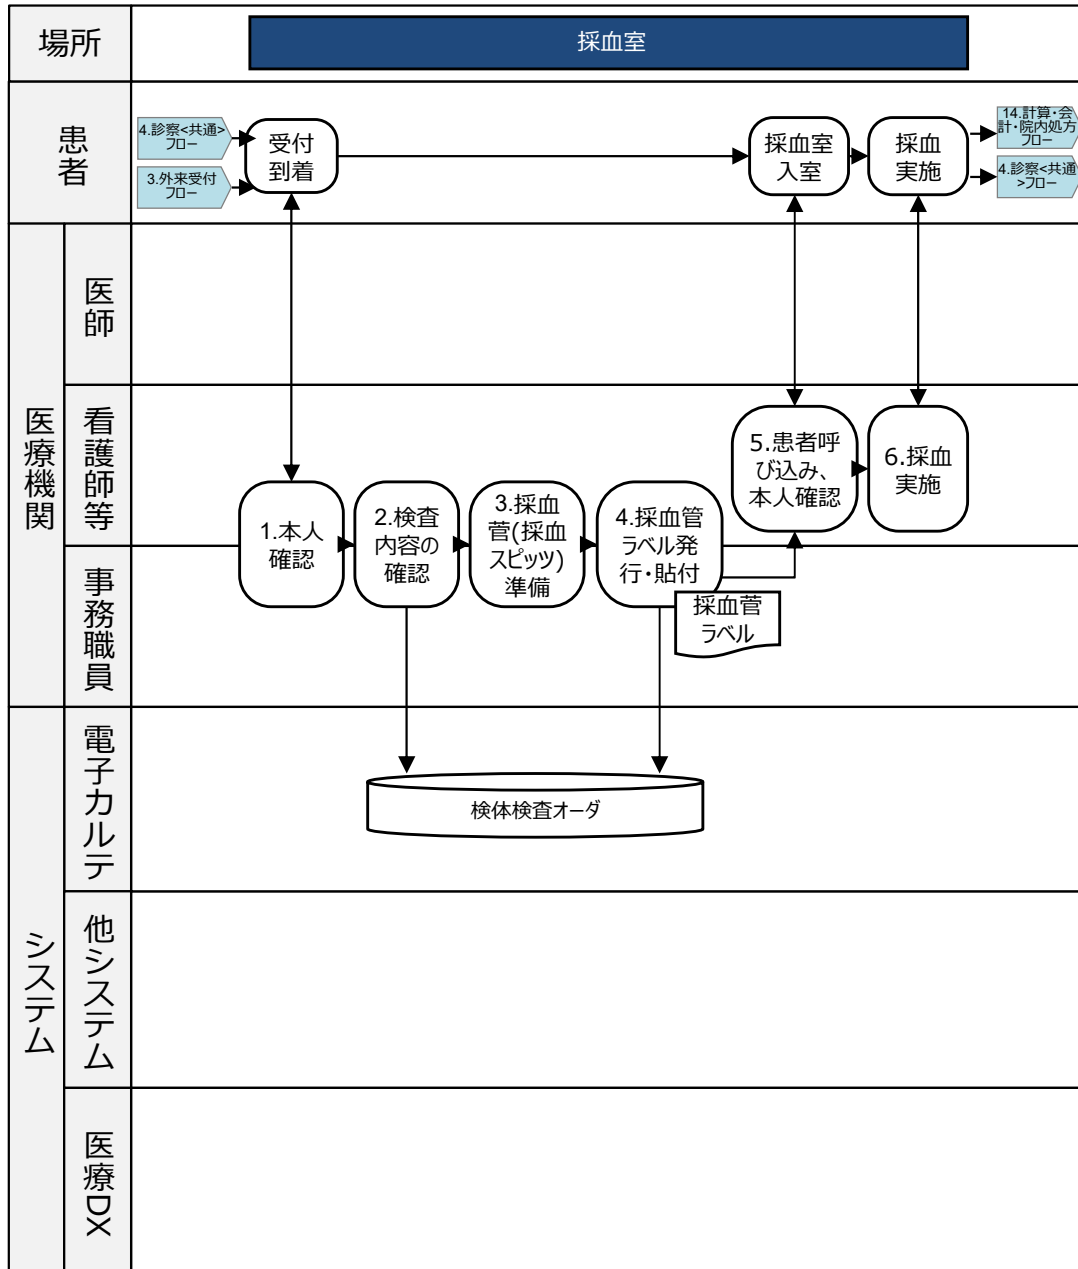 場所
採血室
患者
4.診察<共通>
フロー
3.外来受付
フロー
受付
到着
採血室
入室
採血
実施
14.計算・会
計・院内処方
フロー
4.診察<共通
>フロー
医療機関
医師
看護師等
1.本人
確認
2.検査
内容の
確認
3.採血
菅(採血
スピッツ)
準備
4.採血管
ラベル発
行・貼付
5.患者呼
び込み、
本人確認
6.採血
実施
事務職員
採血菅
ラベル
システム
電子カルテ
検体検査オーダ
他システム
医療DX